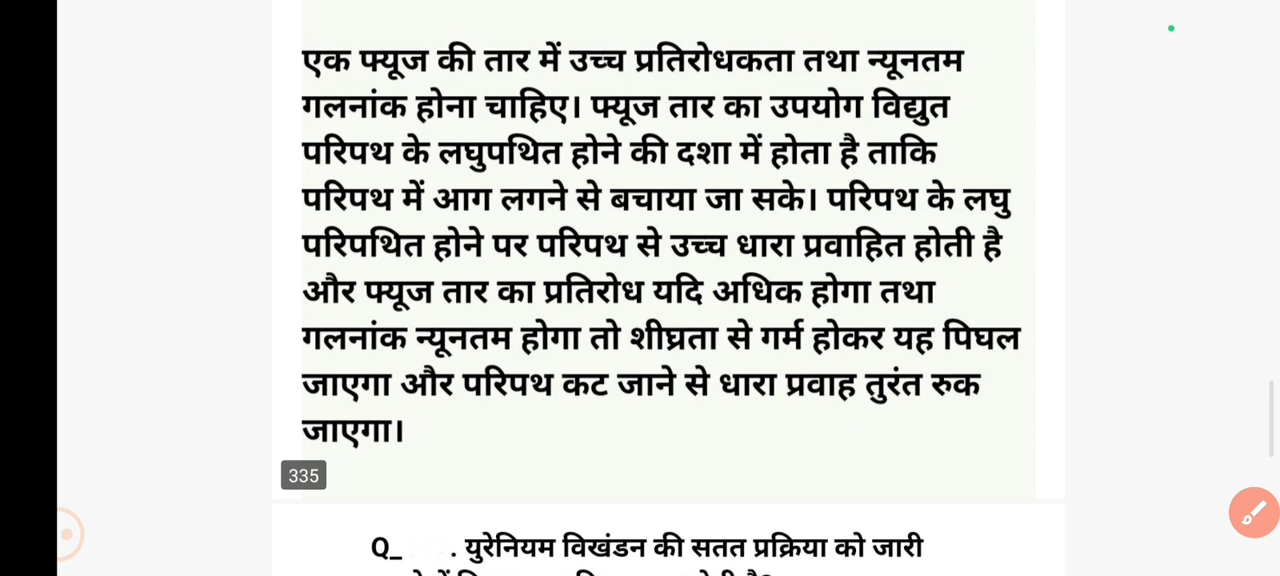 एक फ्यूज की तार में उच्च प्रतिरोधकता तथा न्यूनतम
गलनांक होना चाहिए। फ्यूज तार का उपयोग विद्युत
परिपथ के लघुपथित होने की दशा में होता है ताकि
परिपथ में आग लगने से बचाया जा सके। परिपथ के लघु
परिपथित होने पर परिपथ से उच्च धारा प्रवाहित होती है
और फ्यूज तार का प्रतिरोध यदि अधिक होगा तथा
गलनांक न्यूनतम होगा तो शीघ्रता से गर्म होकर यह पिघल
जाएगा और परिपथ कट जाने से धारा प्रवाह तुरंत रुक
जाएगा।
335
Q_ . युरेनियम विखंडन की सतत प्रक्रिया को जारी